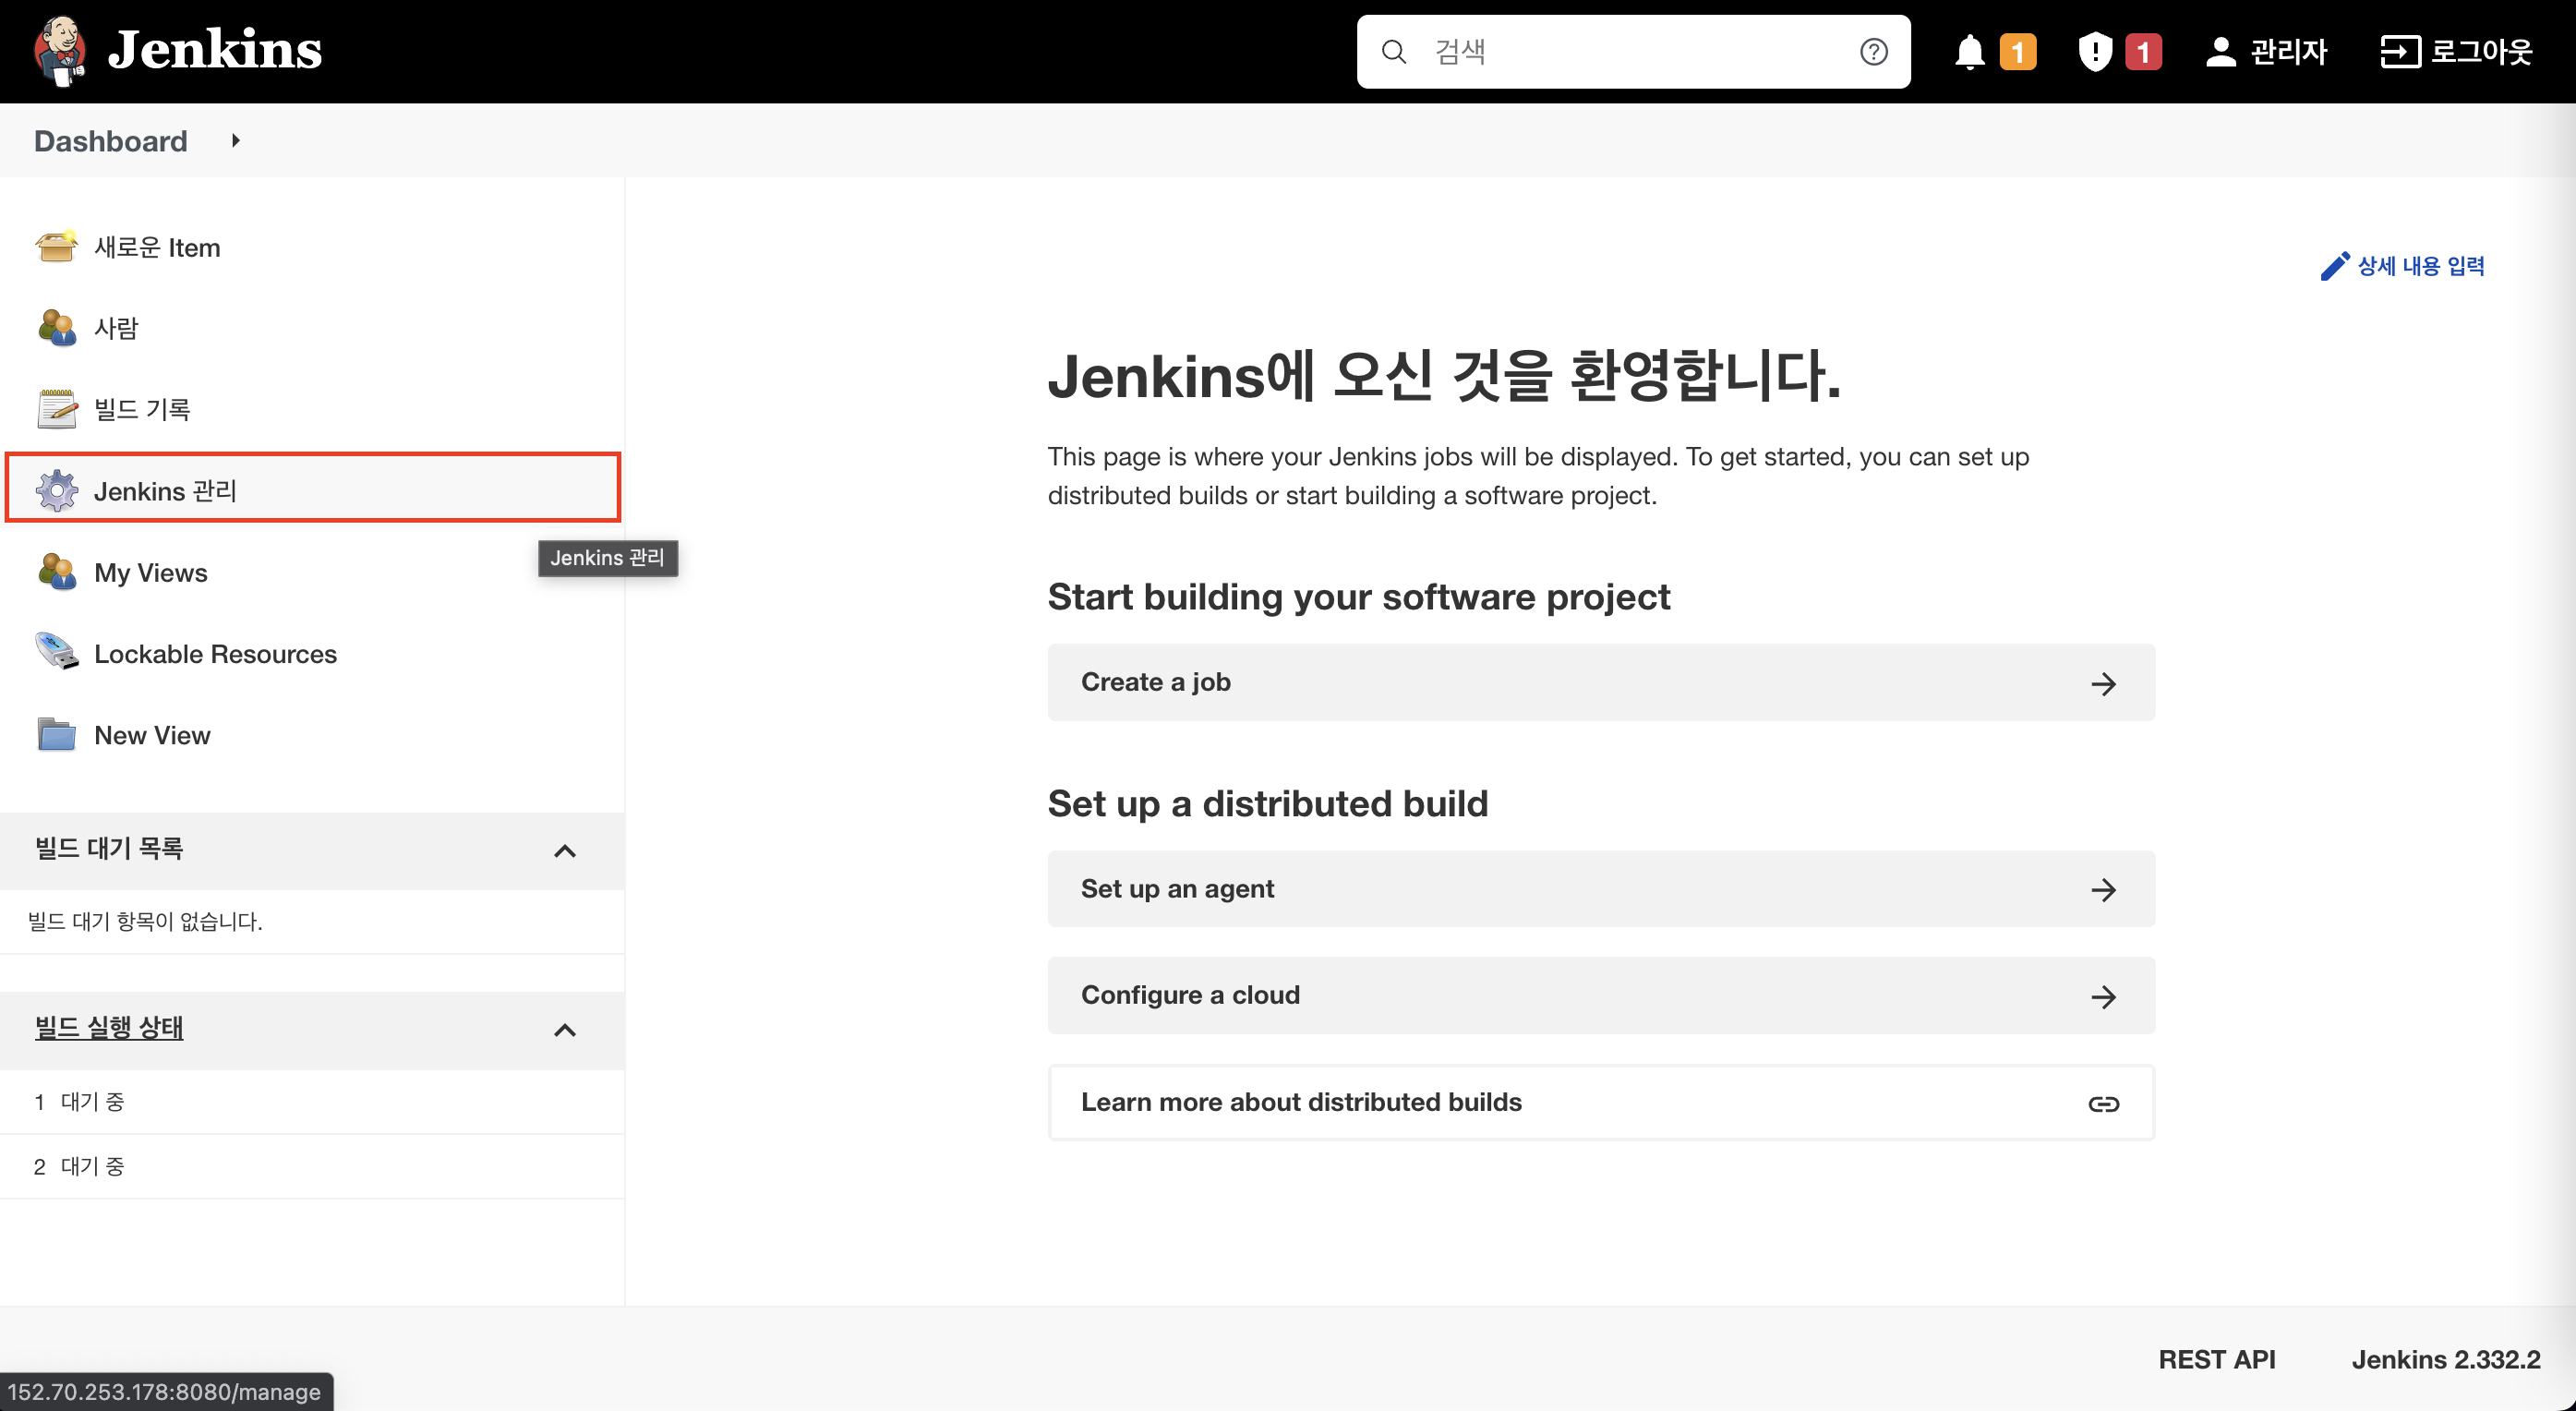 Jenkins
검색
1
1
관리자
로그아웃
Dashboard
새로운 Item
사람
빌드 기록
Jenkins 관리
Jenkins 관리
My Views
Lockable Resources
New View
빌드 대기 목록
빌드 대기 항목이 없습니다.
빌드 실행 상태
1 대기 중
2 대기 중
상세 내용 입력
Jenkins에 오신 것을 환영합니다.
This page is where your Jenkins jobs will be displayed. To get started, you can set up
distributed builds or start building a software project.
Start building your software project
Create a job
Set up a distributed build
Set up an agent
Configure a cloud
Learn more about distributed builds
REST API
Jenkins 2.332.2
152.70.253.178:8080/manage